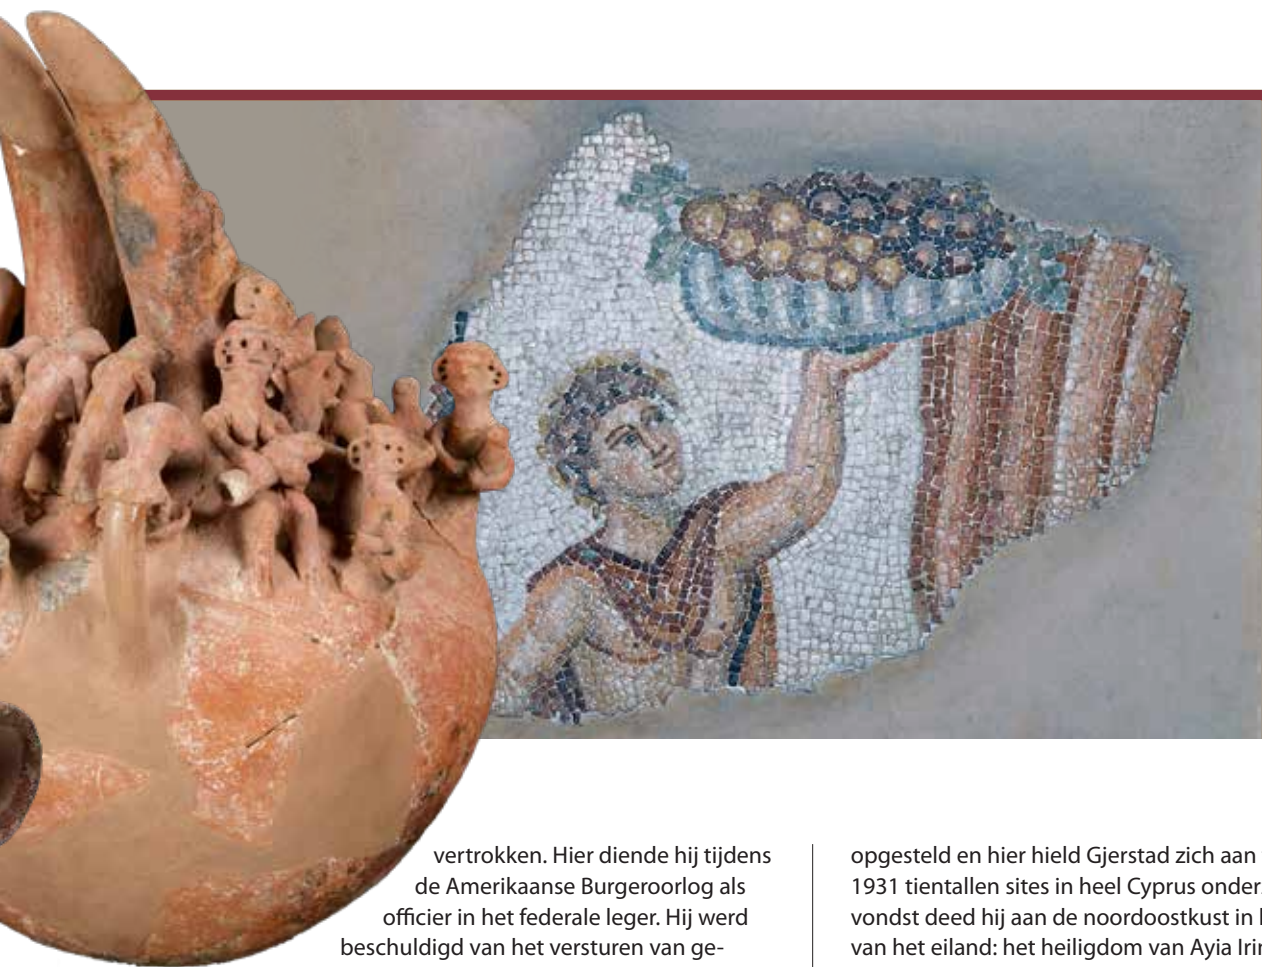 vertrokken. Hier diende hij tijdens
de Amerikaanse Burgeroorlog als
officier in het federale leger. Hij werd
beschuldigd van het versturen van ge-
opgesteld en hier hield Gjerstad zich aan
1931 tientallen sites in heel Cyprus
vondst deed hij aan de noordoostkust in
van het eiland: het heiligdom van Ayia